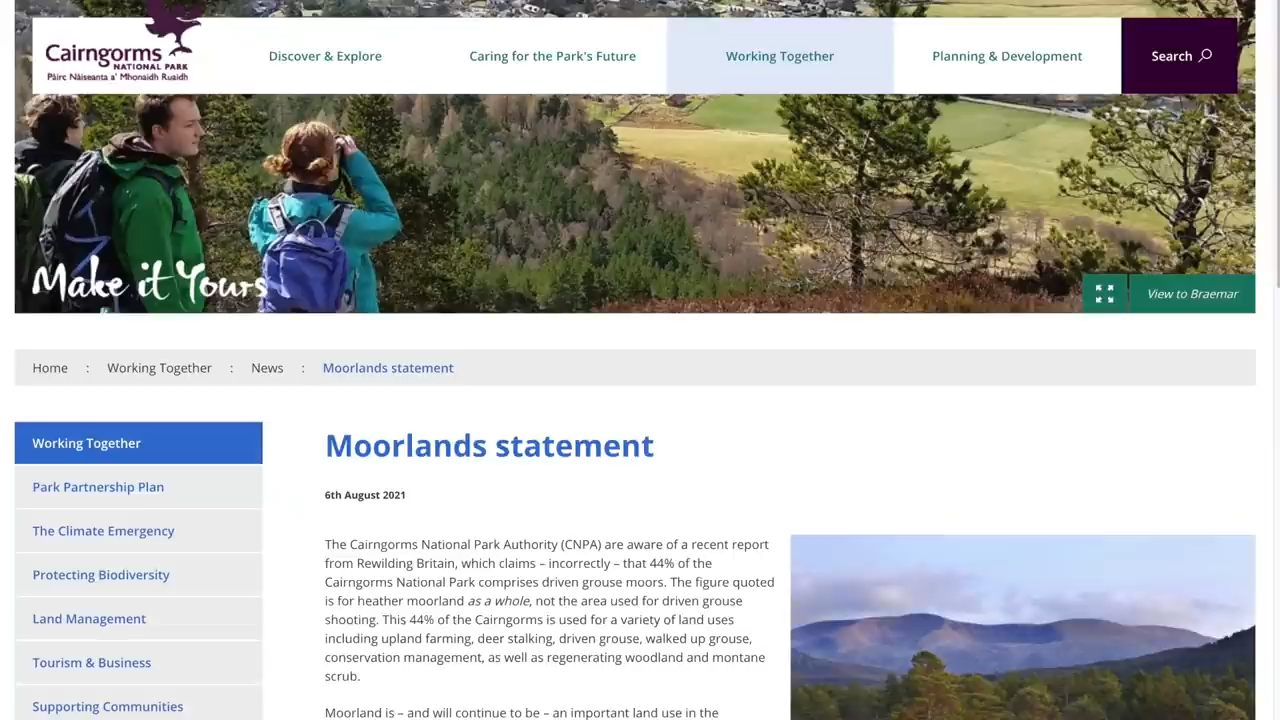 Cairngorms
NATIONAL PARK
Pàirc Nàiseanta a' Mhonaidh Ruaidh
Discover & Explore
Caring for the Park's Future
Working Together
Planning & Development
Search
Make it Yours
View to Braemar
Home : Working Together : News : Moorlands statement
Working Together
Park Partnership Plan
The Climate Emergency
Protecting Biodiversity
Land Management
Tourism & Business
Supporting Communities
Moorlands statement
6th August 2021
The Cairngorms National Park Authority (CNPA) are aware of a recent report
from Rewilding Britain, which claims – incorrectly – that 44% of the
Cairngorms National Park comprises driven grouse moors. The figure quoted
is for heather moorland as a whole, not the area used for driven grouse
shooting. This 44% of the Cairngorms is used for a variety of land uses
including upland farming, deer stalking, driven grouse, walked up grouse,
conservation management, as well as regenerating woodland and montane
scrub.
Moorland is – and will continue to be – an important land use in the